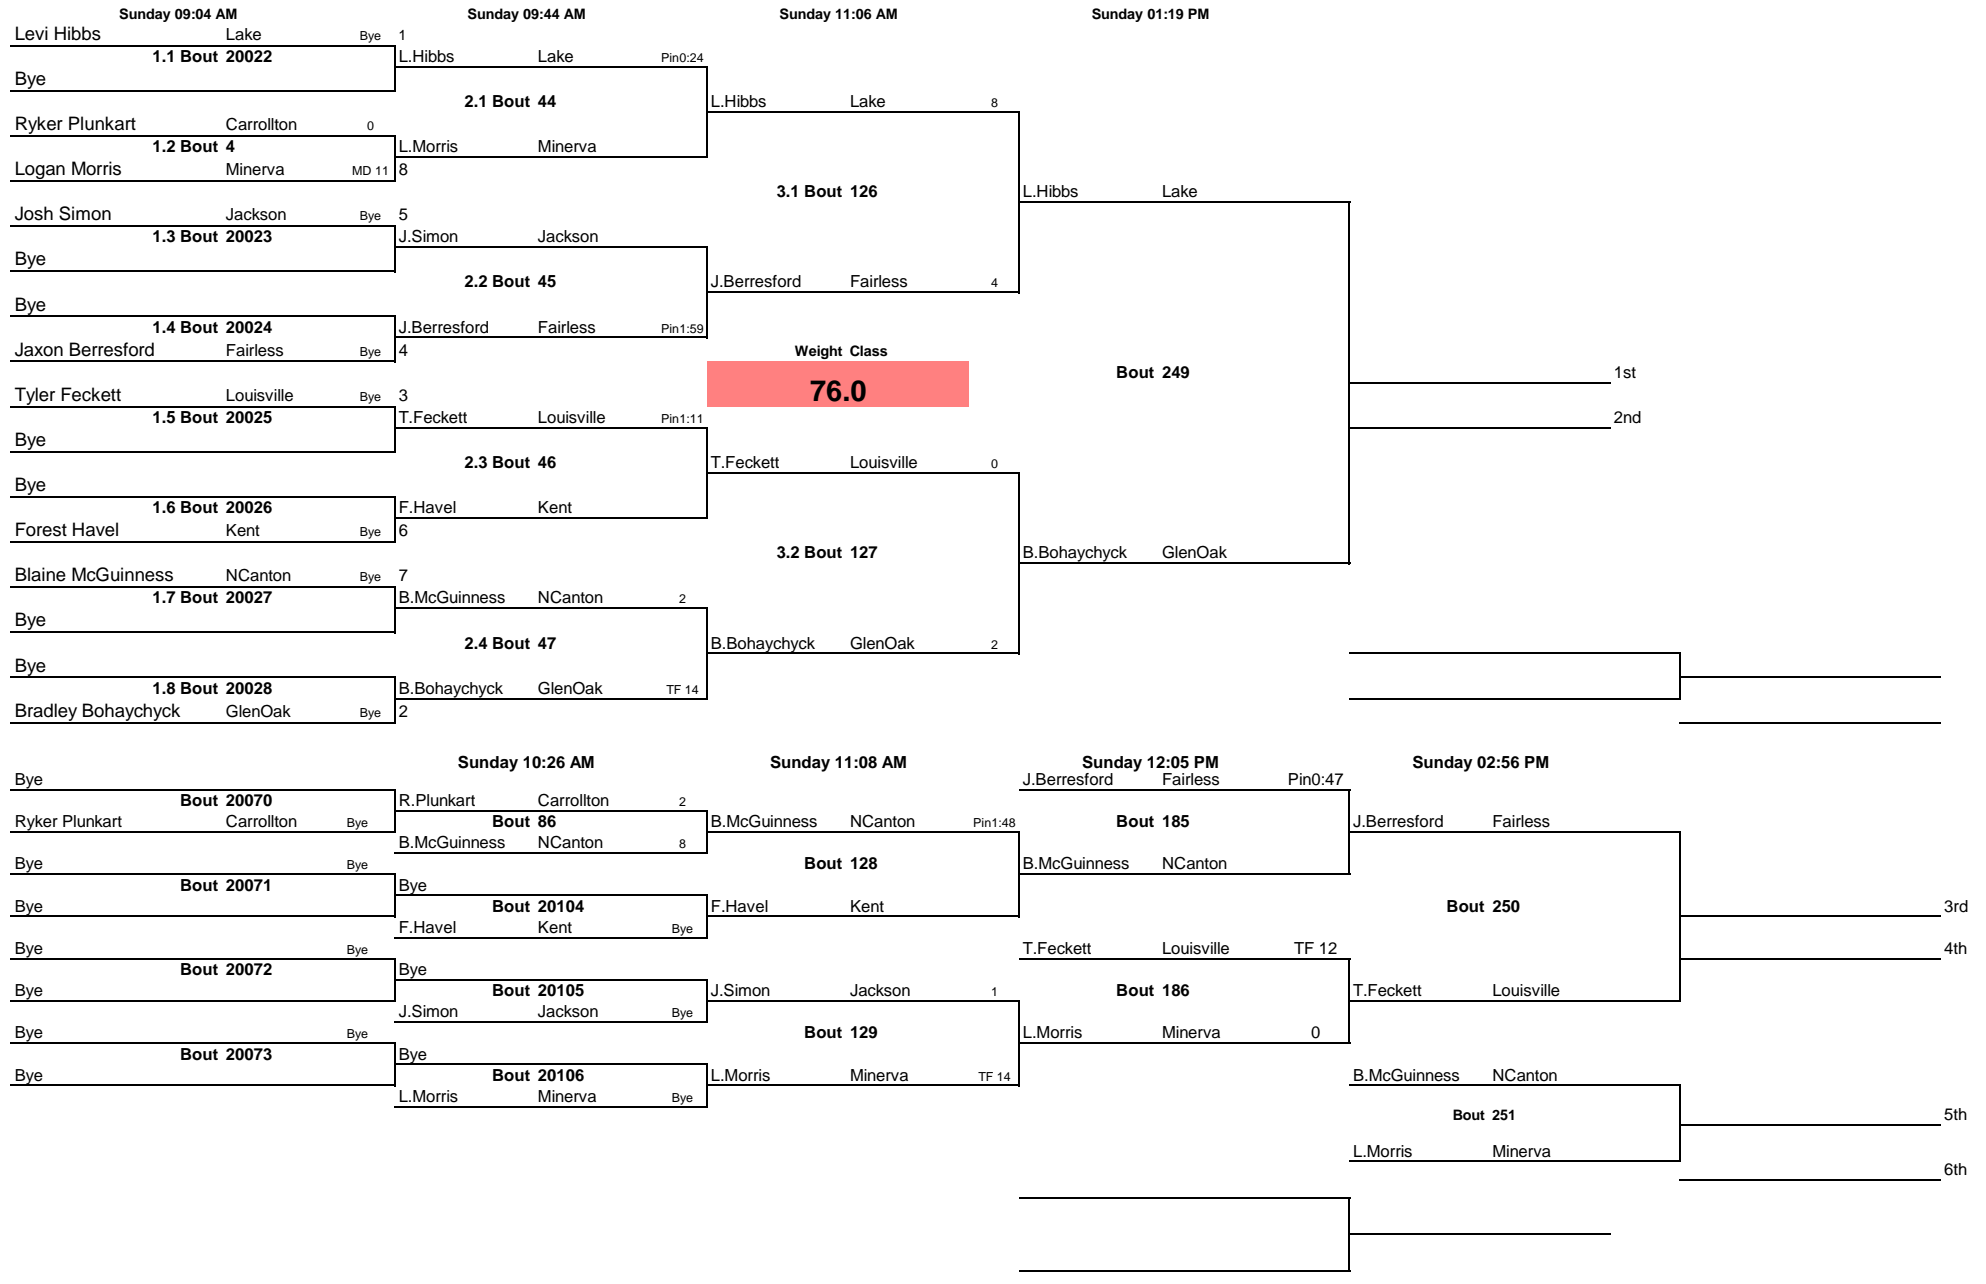 Sunday 09:04 AM Sunday 09:44 AM Sunday 11:06 AM Sunday 01:19 PM
Levi Hibbs Lake Bye 1
1.1 Bout 20022 L.Hibbs Lake Pin0:24
Bye
2.1 Bout 44 L.Hibbs Lake 8
Ryker Plunkart Carrollton 0
1.2 Bout 4 L.Morris Minerva
Logan Morris Minerva MD 11 8
3.1 Bout 126 L.Hibbs Lake
Josh Simon Jackson Bye 5
1.3 Bout 20023 J.Simon Jackson
Bye
2.2 Bout 45 J.Berresford Fairless 4
Bye
1.4 Bout 20024 J.Berresford Fairless Pin1:59
Jaxon Berresford Fairless Bye 4 Weight Class
Bout 249 1st
76.0
Tyler Feckett Louisville Bye 3
1.5 Bout 20025 T.Feckett Louisville Pin1:11 2nd
Bye
2.3 Bout 46 T.Feckett Louisville 0
Bye
1.6 Bout 20026 F.Havel Kent
Forest Havel Kent Bye 6
3.2 Bout 127 B.Bohaychyck GlenOak
Blaine McGuinness NCanton Bye 7
1.7 Bout 20027 B.McGuinness NCanton 2
Bye
2.4 Bout 47 B.Bohaychyck GlenOak 2
Bye
1.8 Bout 20028 B.Bohaychyck GlenOak TF 14
Bradley Bohaychyck GlenOak Bye 2
Sunday 10:26 AM Sunday 11:08 AM Sunday 12:05 PM Sunday 02:56 PM
Bye J.Berresford Fairless Pin0:47
Bout 20070 R.Plunkart Carrollton 2
Ryker Plunkart Carrollton Bye Bout 86 B.McGuinness NCanton Pin1:48 Bout 185 J.Berresford Fairless
B.McGuinness NCanton 8
Bye Bye Bout 128 B.McGuinness NCanton
Bout 20071 Bye
Bye Bout 20104 F.Havel Kent Bout 250 3rd
F.Havel Kent Bye
Bye Bye T.Feckett Louisville TF 12 4th
Bout 20072 Bye
Bye Bout 20105 J.Simon Jackson 1 Bout 186 T.Feckett Louisville
J.Simon Jackson Bye
Bye Bye Bout 129 L.Morris Minerva 0
Bout 20073 Bye
Bye Bout 20106 L.Morris Minerva TF 14 B.McGuinness NCanton
L.Morris Minerva Bye
Bout 251 5th
L.Morris Minerva
6th